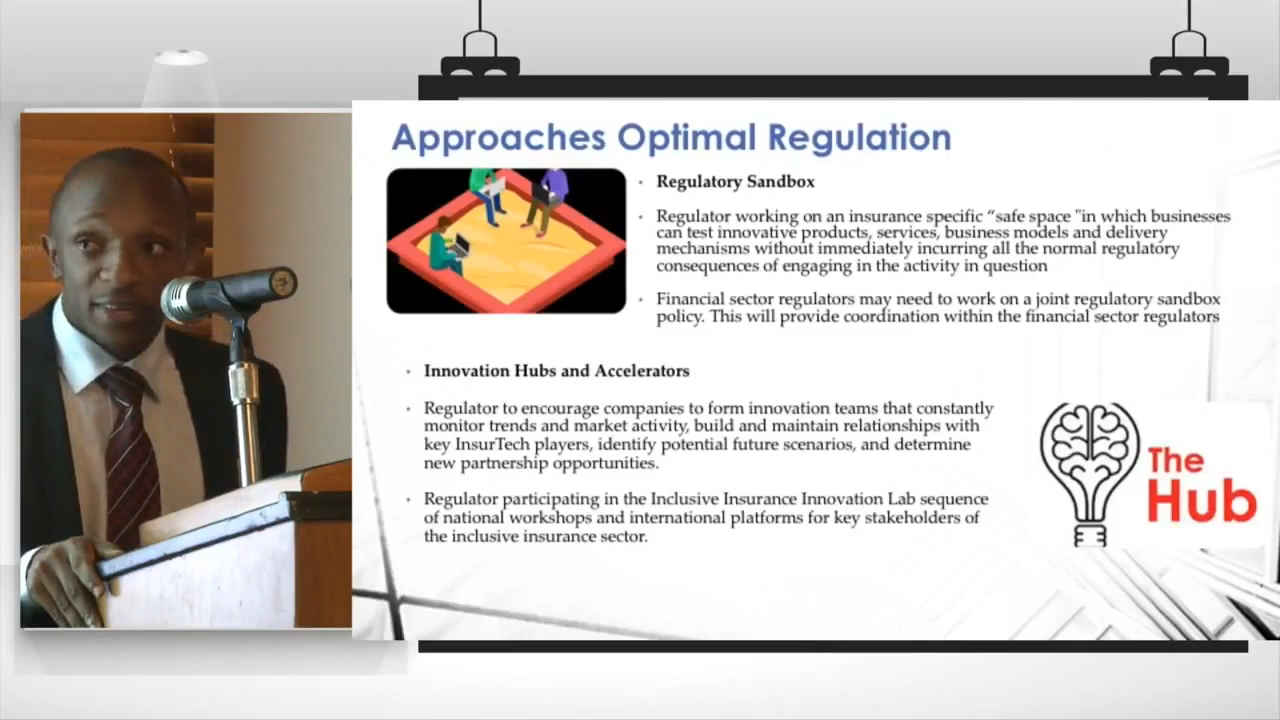 Approaches Optimal Regulation
Regulatory Sandbox
Regulator working on an insurance specific “safe space "in which businesses
can test innovative products, services, business models and delivery
mechanisms without immediately incurring all the normal regulatory
consequences of engaging in the activity in question
Financial sector regulators may need to work on a joint regulatory sandbox
policy. This will provide coordination within the financial sector regulators
Innovation Hubs and Accelerators
Regulator to encourage companies to form innovation teams that constantly
monitor trends and market activity, build and maintain relationships with
key InsurTech players, identify potential future scenarios, and determine
new partnership opportunities.
Regulator participating in the Inclusive Insurance Innovation Lab sequence
of national workshops and international platforms for key stakeholders of
the inclusive insurance sector.
The
Hub